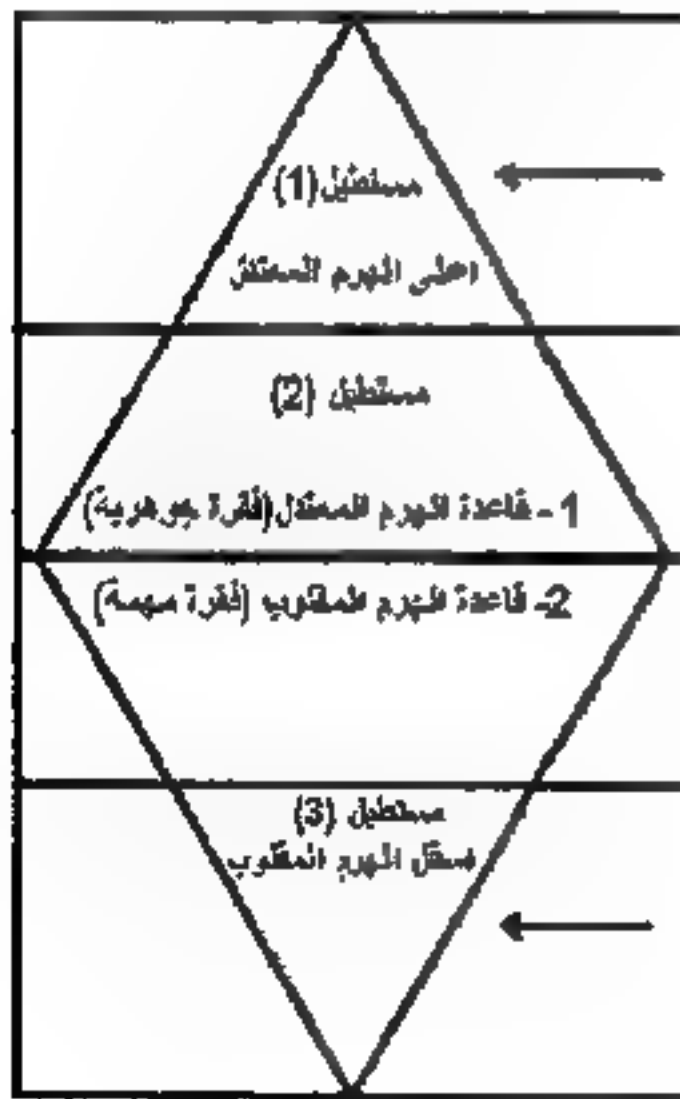 مستطيل (1)
اعلى الهرم المعتدل
مستطيل (2)
1 - قاعدة الهرم المعتدل (فقرة جوهرية)
2- قاعدة الهرم المقلوب (فقرة مهمة)
مستطيل (3)
اسفل الهرم المقلوب